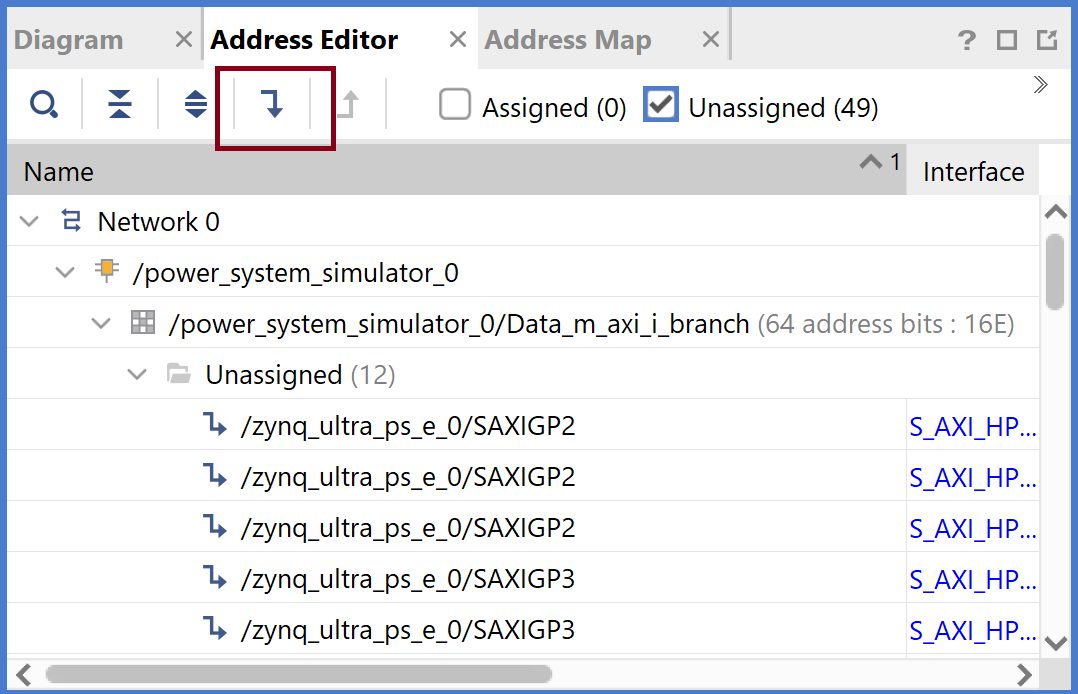 Diagram Address Editor Address Map ?
Assigned (0) Unassigned (49)
Name 1 Interface
Network 0
/power_system_simulator_0
/power_system_simulator_0/Data_m_axi_i_branch (64 address bits : 16E)
Unassigned (12)
/zynq_ultra_ps_e_0/SAXIGP2 S_AXI_HP...
/zynq_ultra_ps_e_0/SAXIGP2 S_AXI_HP...
/zynq_ultra_ps_e_0/SAXIGP2 S_AXI_HP...
/zynq_ultra_ps_e_0/SAXIGP3 S_AXI_HP...
/zynq_ultra_ps_e_0/SAXIGP3 S_AXI_HP...